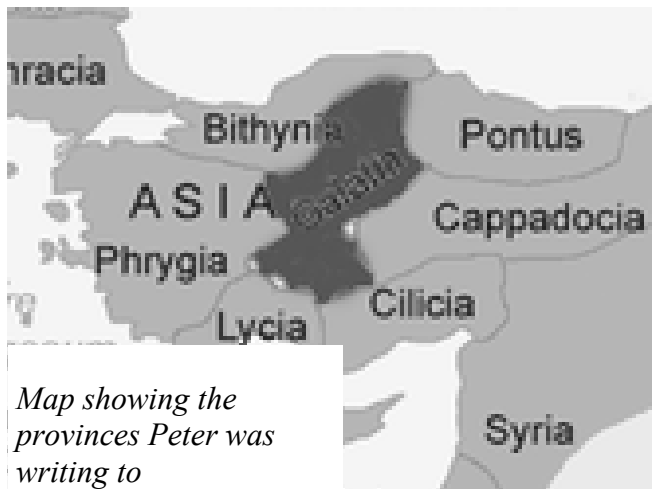 hracia
Bithynia
Pontus
Galatia
ASIA
Cappadocia
Phrygia
Cilicia
Lycia
Syria
Map showing the
provinces Peter was
writing to